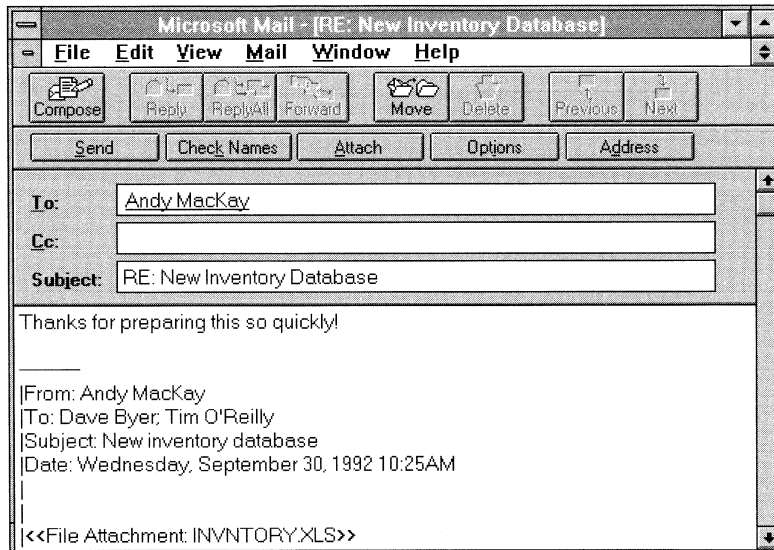 Microsoft Mail - [RE: New Inventory Database]
File Edit View Mail Window Help
Compose Reply ReplyAll Forward Move Delete Previous Next
Send Check Names Attach Options Address
To: Andy MacKay
Cc:
Subject: RE: New Inventory Database
Thanks for preparing this so quickly!
|From: Andy MacKay
|To: Dave Byer; Tim O'Reilly
|Subject: New inventory database
|Date: Wednesday, September 30, 1992 10:25AM
|
|
|<<File Attachment: INVNTORY.XLS>>